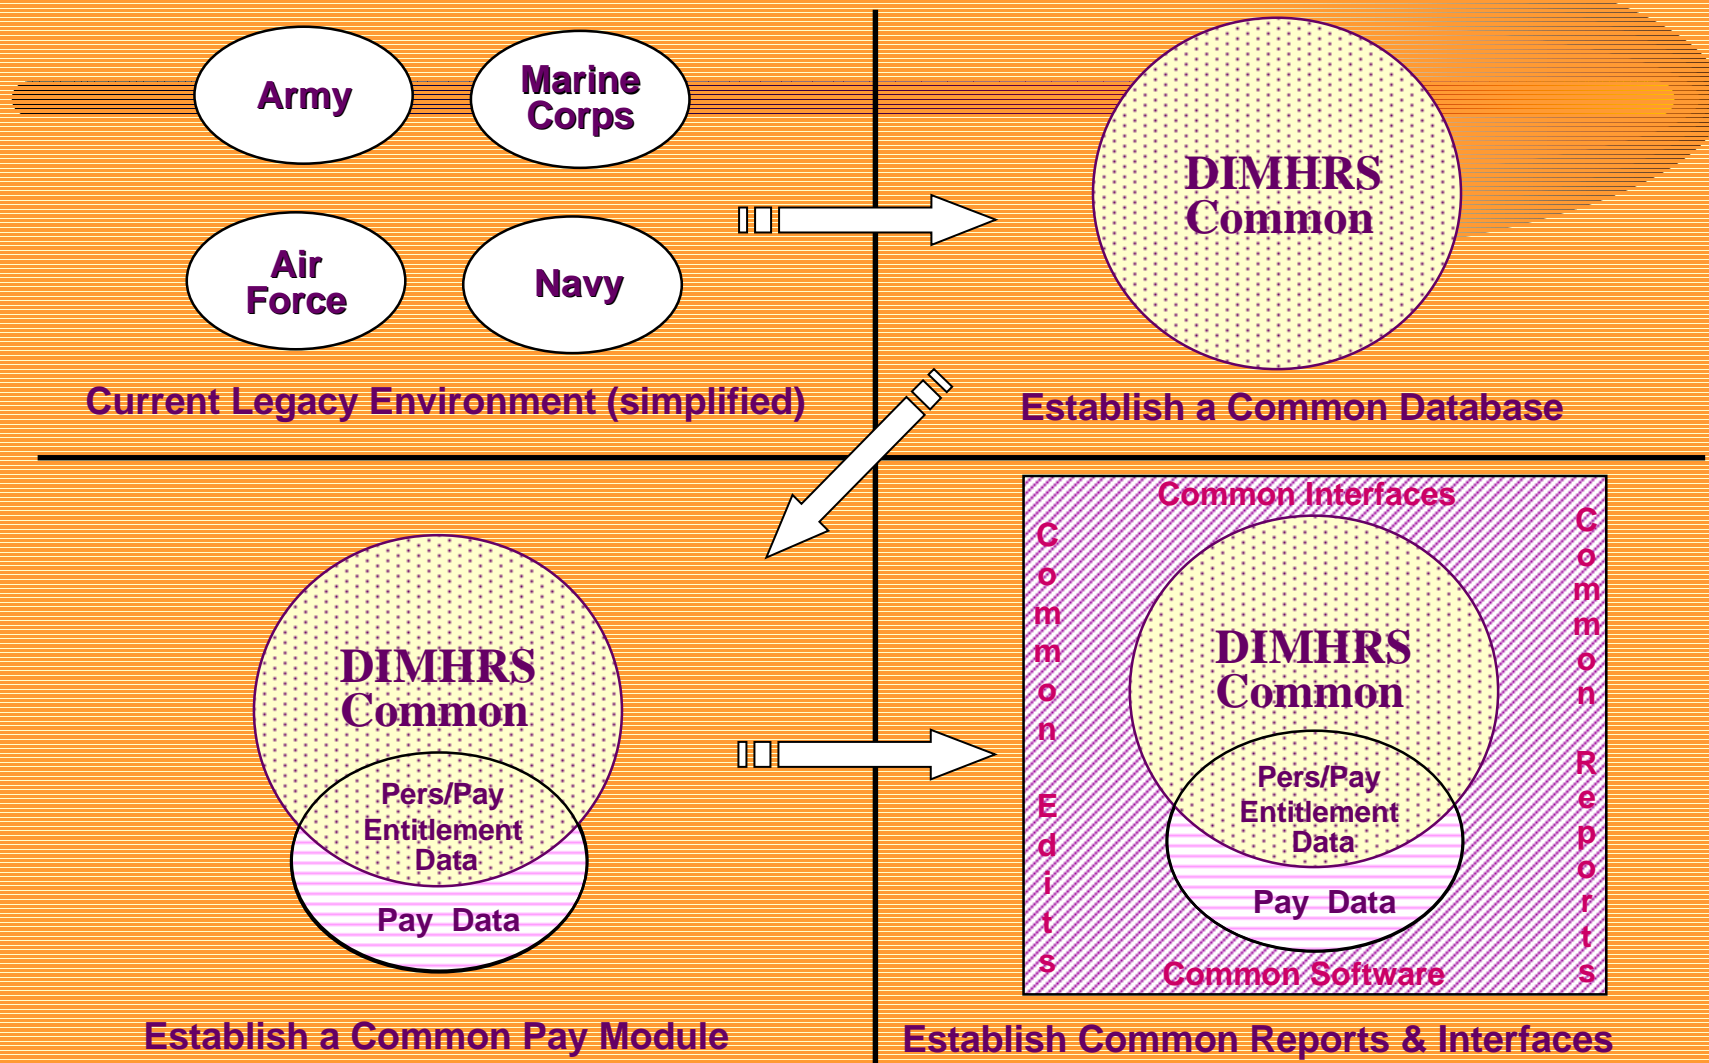 Army
Marine
Corps
Air
Force
Navy
Current Legacy Environment (simplified)
DIMHRS
Common
Establish a Common Database
DIMHRS
Common
Pers/Pay
Entitlement
Data
Pay Data
Establish a Common Pay Module
Common Interfaces
Common Edits
DIMHRS
Common
Pers/Pay
Entitlement
Data
Pay Data
Common Reports
Common Software
Establish Common Reports & Interfaces